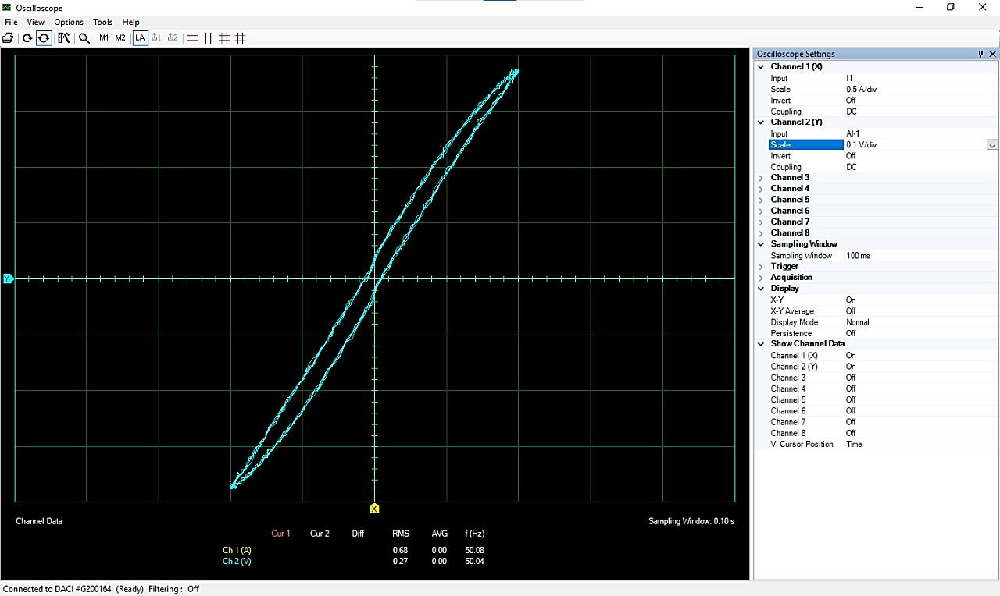 Oscilloscope
File View Options Tools Help
M1 M2 LA 1 2
Y
X
Channel Data
Sampling Window: 0.10 s
Cur 1 Cur 2 Diff RMS AVG f (Hz)
Ch 1 (A) 0.68 0.00 50.08
Ch 2 (V) 0.27 0.00 50.04
Oscilloscope Settings
Channel 1 (X)
Input I1
Scale 0.5 A/div
Invert Off
Coupling DC
Channel 2 (Y)
Input AI-1
Scale 0.1 V/div
Invert Off
Coupling DC
Channel 3
Channel 4
Channel 5
Channel 6
Channel 7
Channel 8
Sampling Window
Sampling Window 100 ms
Trigger
Acquisition
Display
X-Y On
X-Y Average Off
Display Mode Normal
Persistence Off
Show Channel Data
Channel 1 (X) On
Channel 2 (Y) On
Channel 3 Off
Channel 4 Off
Channel 5 Off
Channel 6 Off
Channel 7 Off
Channel 8 Off
V. Cursor Position Time
Connected to DACI #G200164 (Ready) Filtering : Off